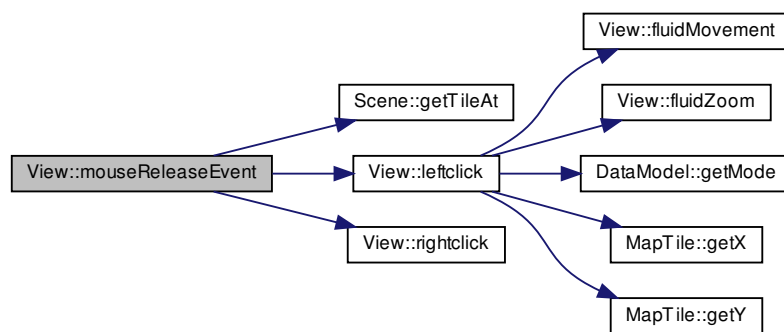 View::fluidMovement
Scene::getTileAt
View::fluidZoom
View::mouseReleaseEvent
View::leftclick
DataModel::getMode
View::rightclick
MapTile::getX
MapTile::getY